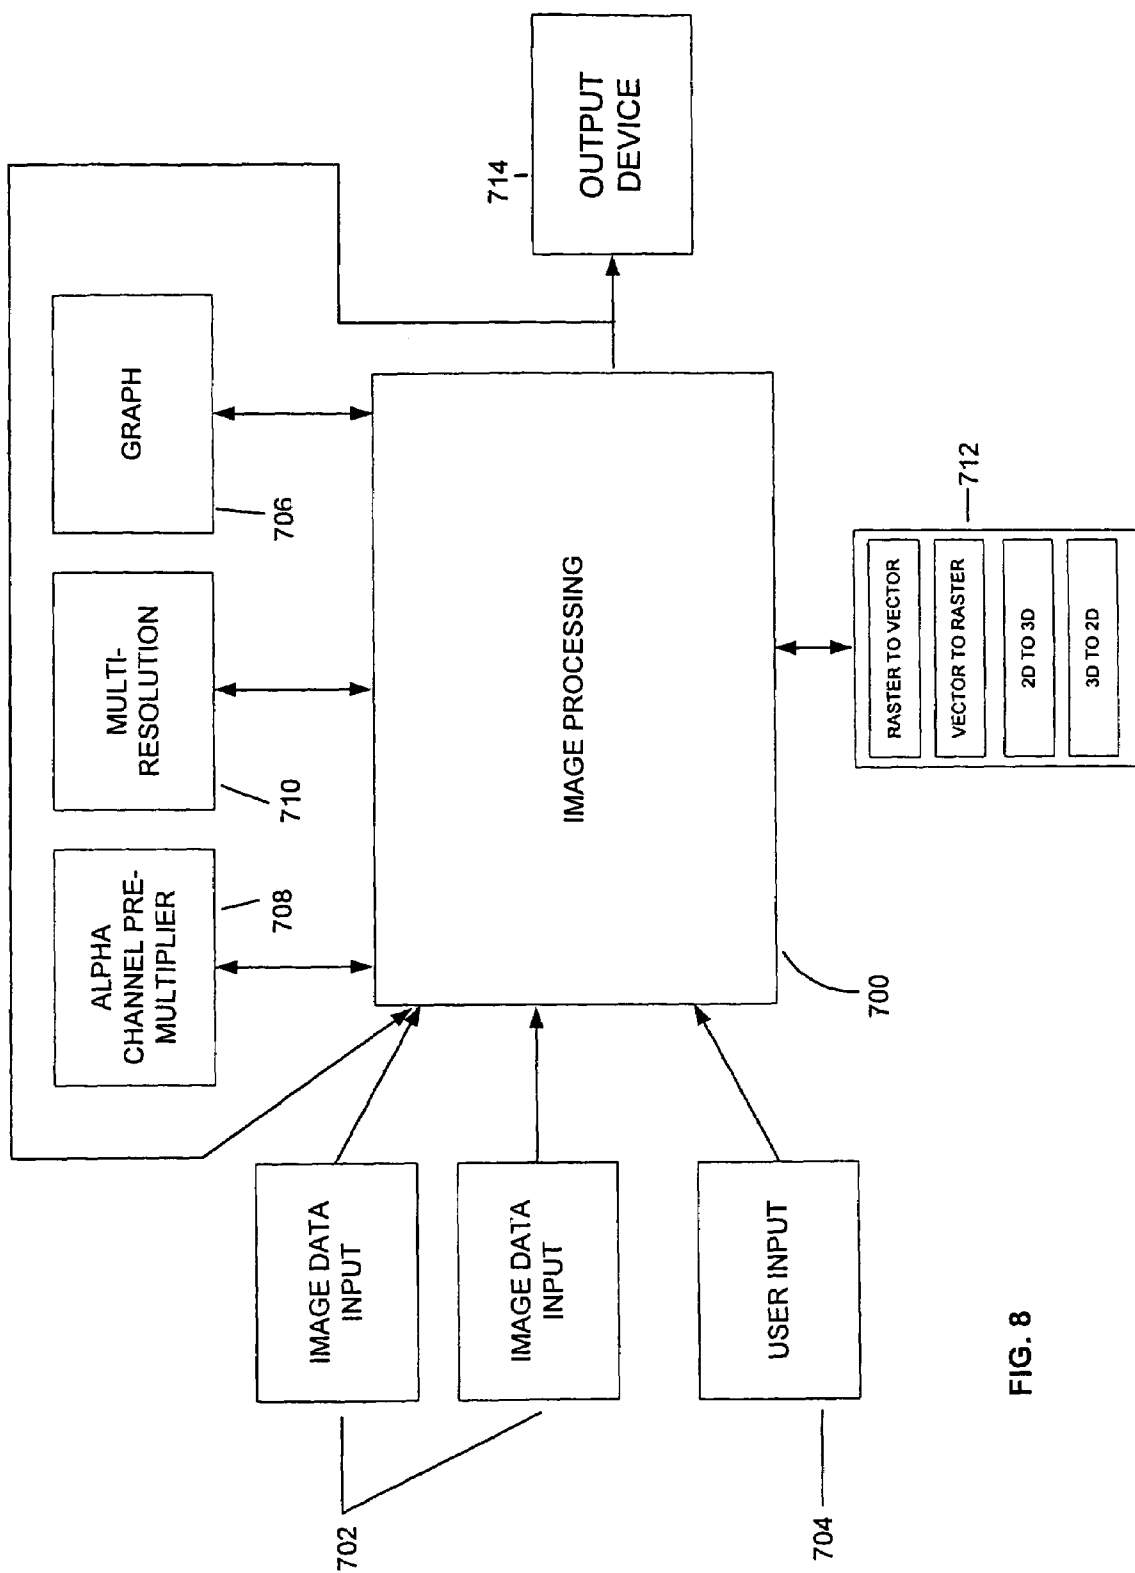 ALPHA
CHANNEL PRE-
MULTIPLIER
708
MULTI-
RESOLUTION
710
GRAPH
706
IMAGE DATA
INPUT
IMAGE DATA
INPUT
702
USER INPUT
704
IMAGE PROCESSING
700
OUTPUT
DEVICE
714
RASTER TO VECTOR
VECTOR TO RASTER
2D TO 3D
3D TO 2D
712
FIG. 8